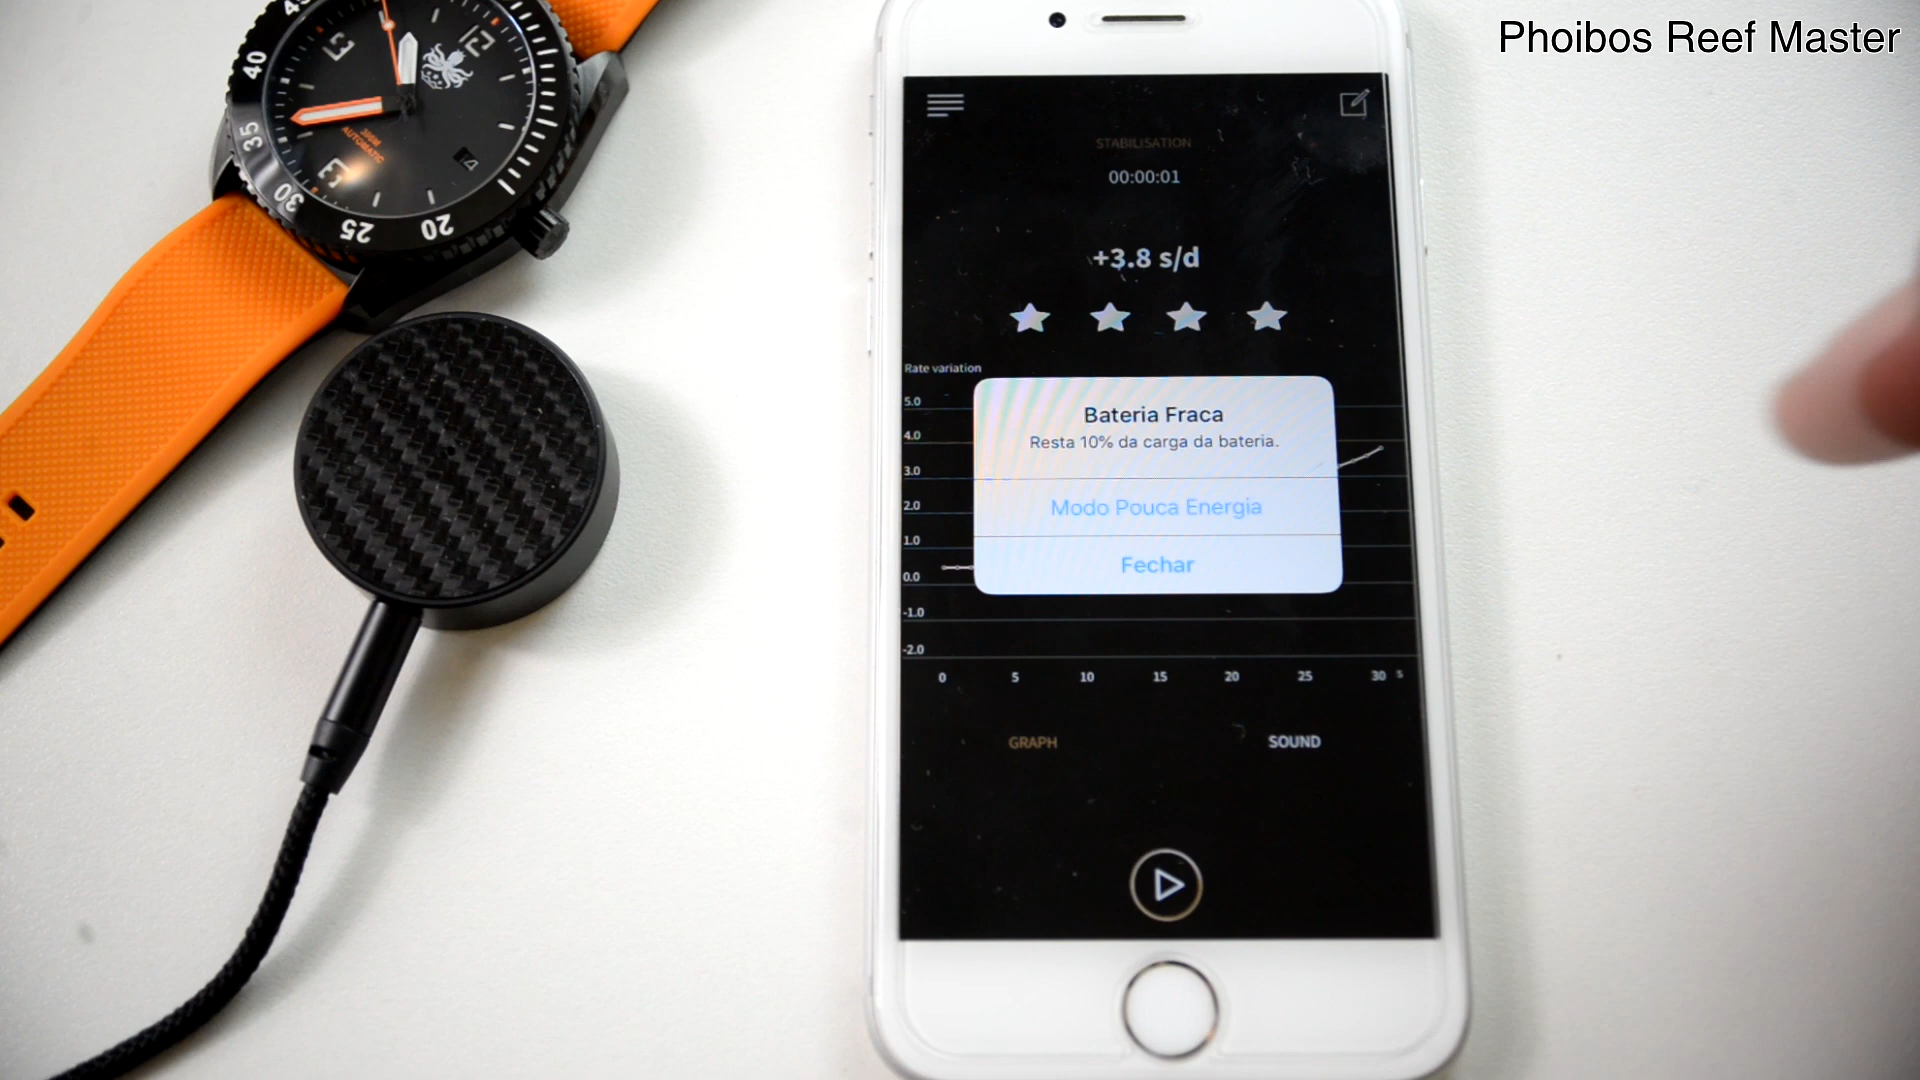 Phoibos Reef Master
40
35
30
25
20
300M
AUTOMATIC
STABILISATION
00:00:01
+3.8 s/d
Rate variation
5.0
4.0
3.0
2.0
1.0
0.0
-1.0
-2.0
0 5 10 15 20 25 30 s
Bateria Fraca
Resta 10% da carga da bateria.
Modo Pouca Energia
Fechar
GRAPH SOUND